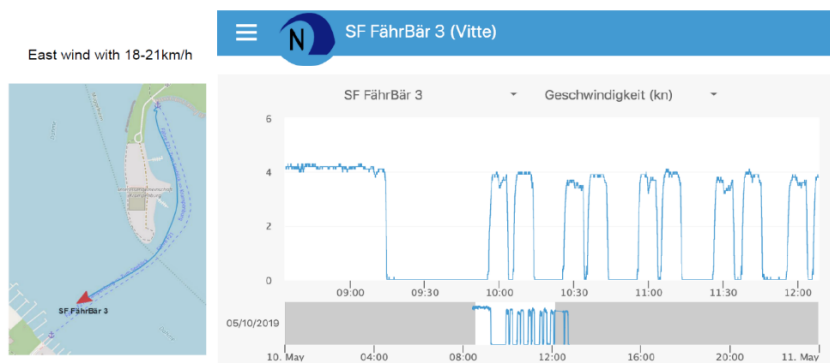 East wind with 18-21km/h
SF FährBär 3
N
SF FährBär 3 (Vitte)
SF FährBär 3
Geschwindigkeit (kn)
6
4
2
0
09:00 09:30 10:00 10:30 11:00 11:30 12:00
05/10/2019
10. May 04:00 08:00 12:00 16:00 20:00 11. May